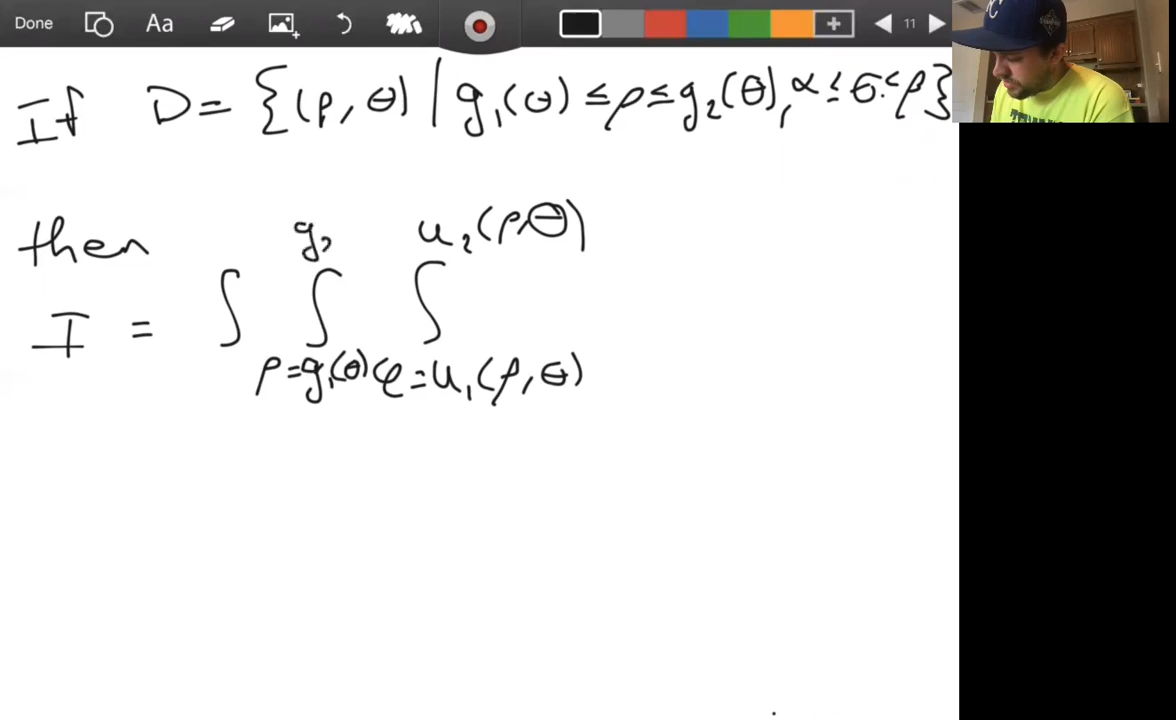 Done Aa 11
If D = {(ρ, θ) | g₁(θ) ≤ ρ ≤ g₂(θ), α ≤ θ ≤ β}
then
g₂ u₂(ρ,θ)
I = ∫ ∫ ∫
ρ=g₁(θ) φ=u₁(ρ,θ)